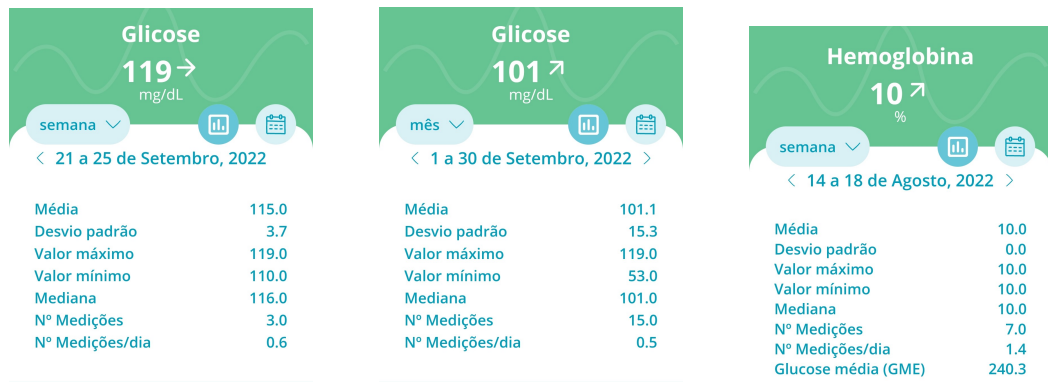 Glicose
119
mg/dL
semana
21 a 25 de Setembro, 2022
Média 115.0
Desvio padrão 3.7
Valor máximo 119.0
Valor mínimo 110.0
Mediana 116.0
Nº Medições 3.0
Nº Medições/dia 0.6
Glicose
101
mg/dL
mês
1 a 30 de Setembro, 2022
Média 101.1
Desvio padrão 15.3
Valor máximo 119.0
Valor mínimo 53.0
Mediana 101.0
Nº Medições 15.0
Nº Medições/dia 0.5
Hemoglobina
10
%
semana
14 a 18 de Agosto, 2022
Média 10.0
Desvio padrão 0.0
Valor máximo 10.0
Valor mínimo 10.0
Mediana 10.0
Nº Medições 7.0
Nº Medições/dia 1.4
Glucose média (GME) 240.3